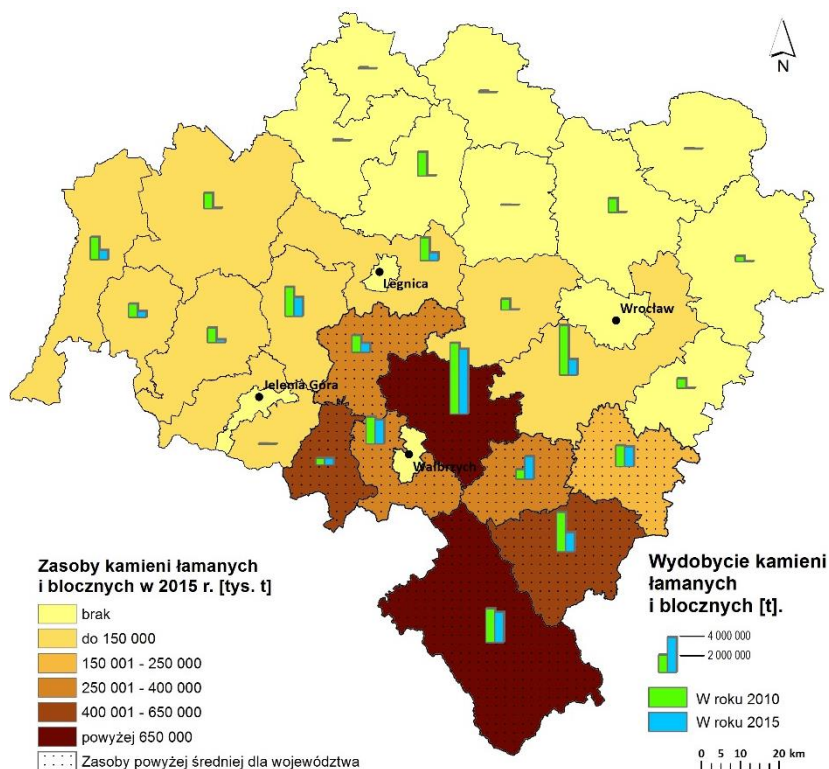 N
Legnica
Wrocław
Jelenia Góra
Wałbrzych
Zasoby kamieni łamanych
i blocznych w 2015 r. [tys. t]
brak
do 150 000
150 001 - 250 000
250 001 - 400 000
400 001 - 650 000
powyżej 650 000
Zasoby powyżej średniej dla województwa
Wydobycie kamieni
łamanych
i blocznych [t].
4 000 000
2 000 000
W roku 2010
W roku 2015
0 5 10 20 km